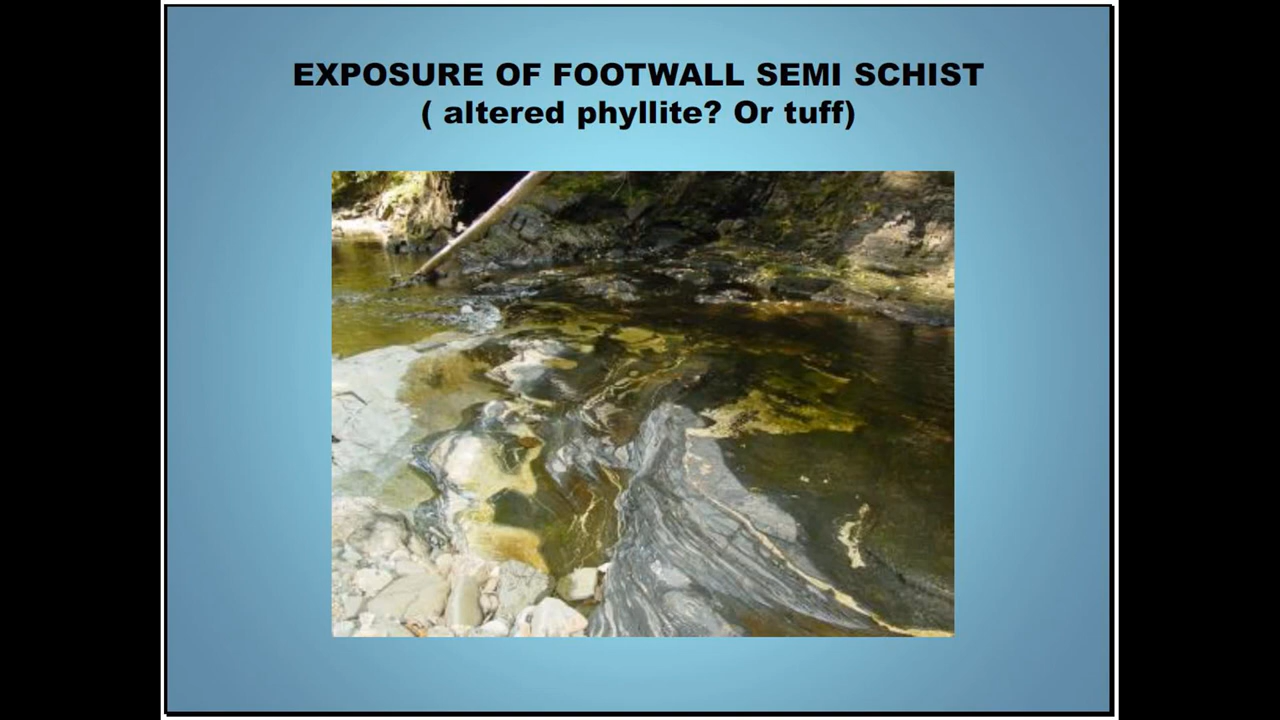 EXPOSURE OF FOOTWALL SEMI SCHIST
( altered phyllite? Or tuff)